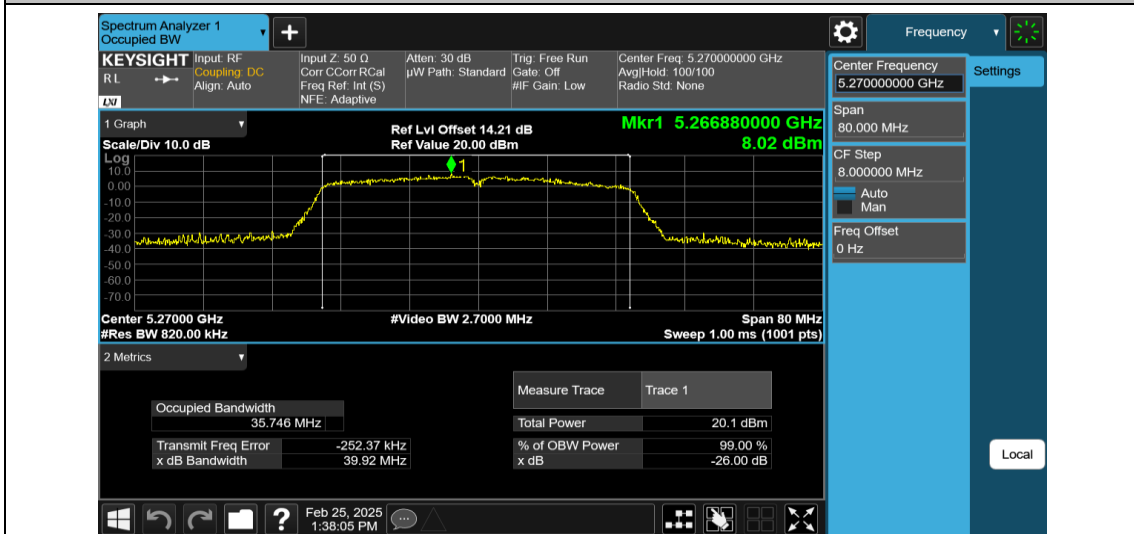 Spectrum Analyzer 1
Occupied BW
Frequency
KEYSIGHT
R L
LXI
Input: RF
Coupling: DC
Align: Auto
Input Z: 50 Ω
Corr CCorr RCal
Freq Ref: Int (S)
NFE: Adaptive
Atten: 30 dB
µW Path: Standard
Trig: Free Run
Gate: Off
#IF Gain: Low
Center Freq: 5.270000000 GHz
Avg|Hold: 100/100
Radio Std: None
Center Frequency
5.270000000 GHz
Settings
Span
80.000 MHz
CF Step
8.000000 MHz
Auto
Man
Freq Offset
0 Hz
1 Graph
Scale/Div 10.0 dB
Ref Lvl Offset 14.21 dB
Ref Value 20.00 dBm
Mkr1 5.266880000 GHz
8.02 dBm
Log
1
10.0
0.00
-10.0
-20.0
-30.0
-40.0
-50.0
-60.0
-70.0
Center 5.27000 GHz
#Video BW 2.7000 MHz
Span 80 MHz
#Res BW 820.00 kHz
Sweep 1.00 ms (1001 pts)
2 Metrics
Measure Trace Trace 1
Occupied Bandwidth
35.746 MHz
Total Power 20.1 dBm
Transmit Freq Error -252.37 kHz
% of OBW Power 99.00 %
x dB Bandwidth 39.92 MHz
x dB -26.00 dB
Local
?
Feb 25, 2025
1:38:05 PM